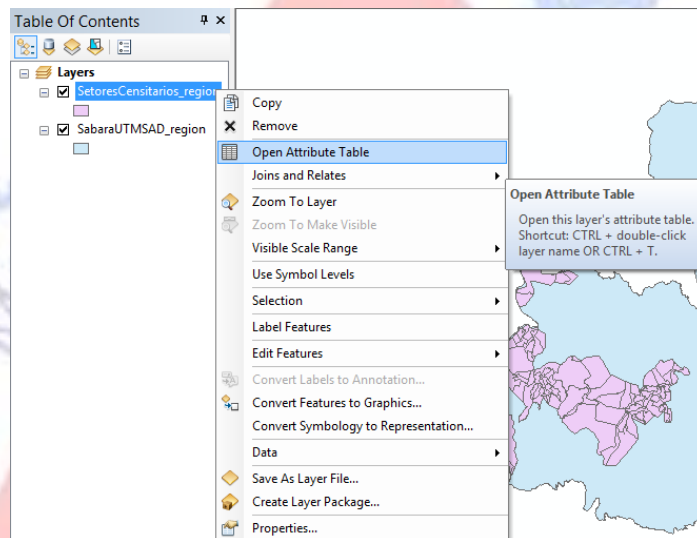 Table Of Contents
Layers
SetoresCensitarios_region
SabaraUTMSAD_region
Copy
Remove
Open Attribute Table
Joins and Relates
Zoom To Layer
Zoom To Make Visible
Visible Scale Range
Use Symbol Levels
Selection
Label Features
Edit Features
Convert Labels to Annotation...
Convert Features to Graphics...
Convert Symbology to Representation...
Data
Save As Layer File...
Create Layer Package...
Properties...
Open Attribute Table
Open this layer's attribute table.
Shortcut: CTRL + double-click
layer name OR CTRL + T.